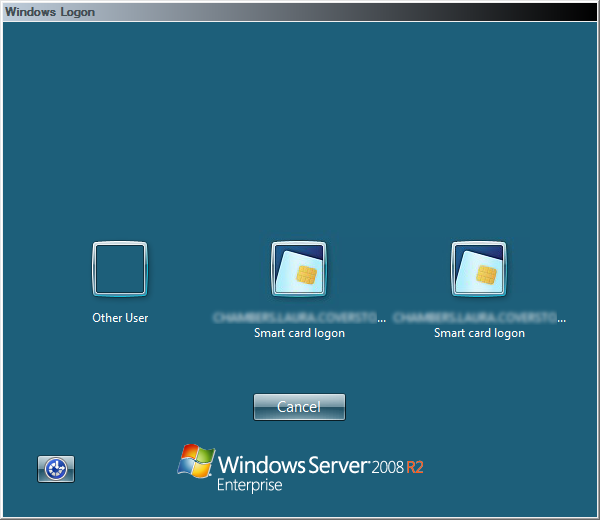 Windows Logon
Other User
Smart card logon
Smart card logon
Cancel
Windows Server 2008 R2
Enterprise